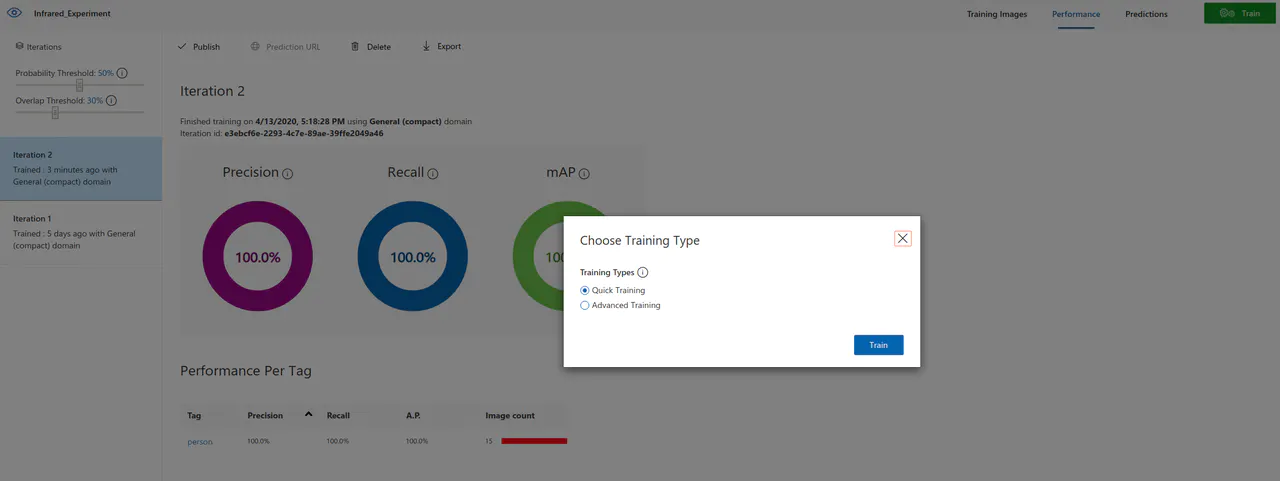 Infrared_Experiment
Training Images
Performance
Predictions
Train
Iterations
Probability Threshold: 50%
Overlap Threshold: 30%
Iteration 2
Trained : 3 minutes ago with
General (compact) domain
Iteration 1
Trained : 5 days ago with General
(compact) domain
Publish
Prediction URL
Delete
Export
Iteration 2
Finished training on 4/13/2020, 5:18:28 PM using General (compact) domain
Iteration id: e3ebcf6e-2293-4c7e-89ae-39ffe2049a46
Precision
Recall
mAP
100.0%
100.0%
Choose Training Type
Training Types
Quick Training
Advanced Training
Train
Performance Per Tag
Tag Precision Recall A.P. Image count
person 100.0% 100.0% 100.0% 15